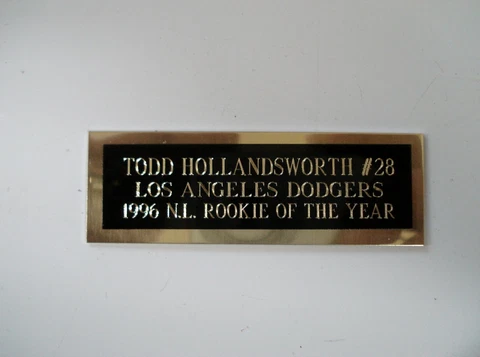 TODD HOLLANDSWORTH #28
LOS ANGELES DODGERS
1996 N.L. ROOKIE OF THE YEAR